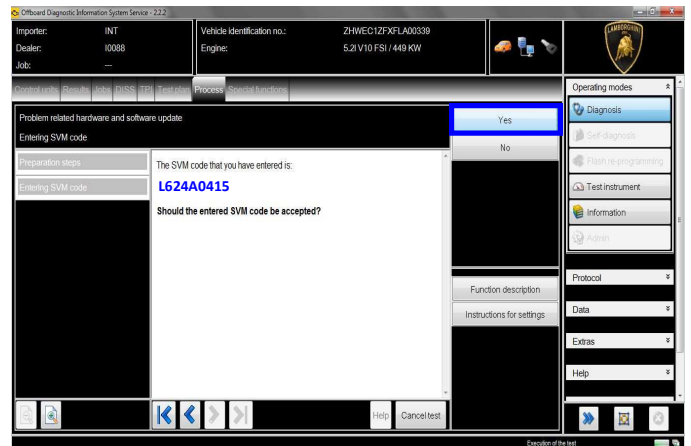 Offboard Diagnostic Information System Service - 2.2.2
Importer: INT
Dealer: I0088
Job: ---
Vehicle identification no.: ZHWEC1ZFXFLA00339
Engine: 5.2l V10 FSI / 449 KW
LAMBORGHINI
Control units Results Jobs DISS TPI Test plan Process Special functions
Problem related hardware and software update
Entering SVM code
Preparation steps
Entering SVM code
The SVM code that you have entered is:
L624A0415
Should the entered SVM code be accepted?
Yes
No
Function description
Instructions for settings
Help
Cancel test
Operating modes
Diagnosis
Self-diagnosis
Flash re-programming
Test instrument
Information
Admin
Protocol
Data
Extras
Help
Execution of the test